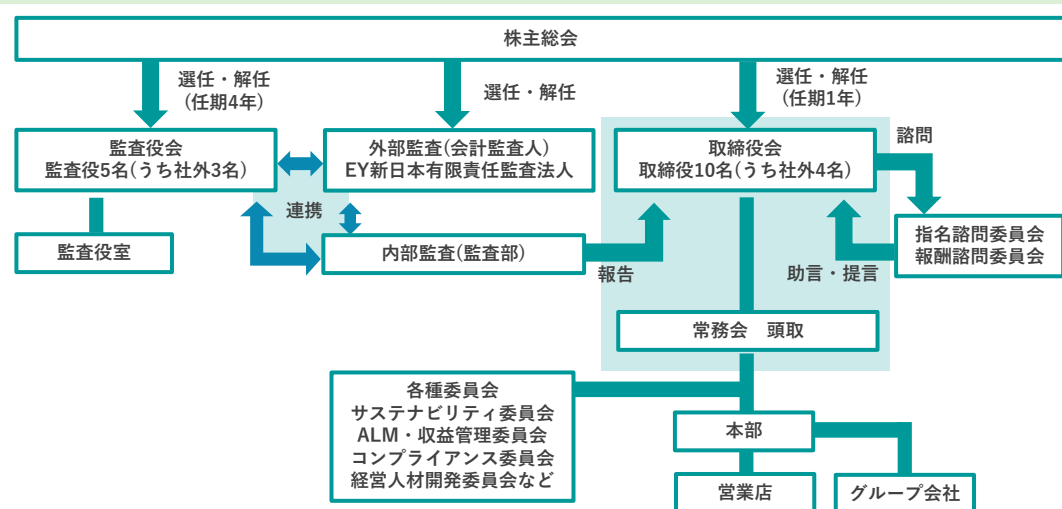 株主総会
選任・解任
(任期4年)
選任・解任
選任・解任
(任期1年)
監査役会
監査役5名(うち社外3名)
外部監査(会計監査人)
EY新日本有限責任監査法人
取締役会
取締役10名(うち社外4名)
諮問
連携
監査役室
内部監査(監査部)
報告
助言・提言
指名諮問委員会
報酬諮問委員会
常務会　頭取
各種委員会
サステナビリティ委員会
ALM・収益管理委員会
コンプライアンス委員会
経営人材開発委員会など
本部
営業店
グループ会社